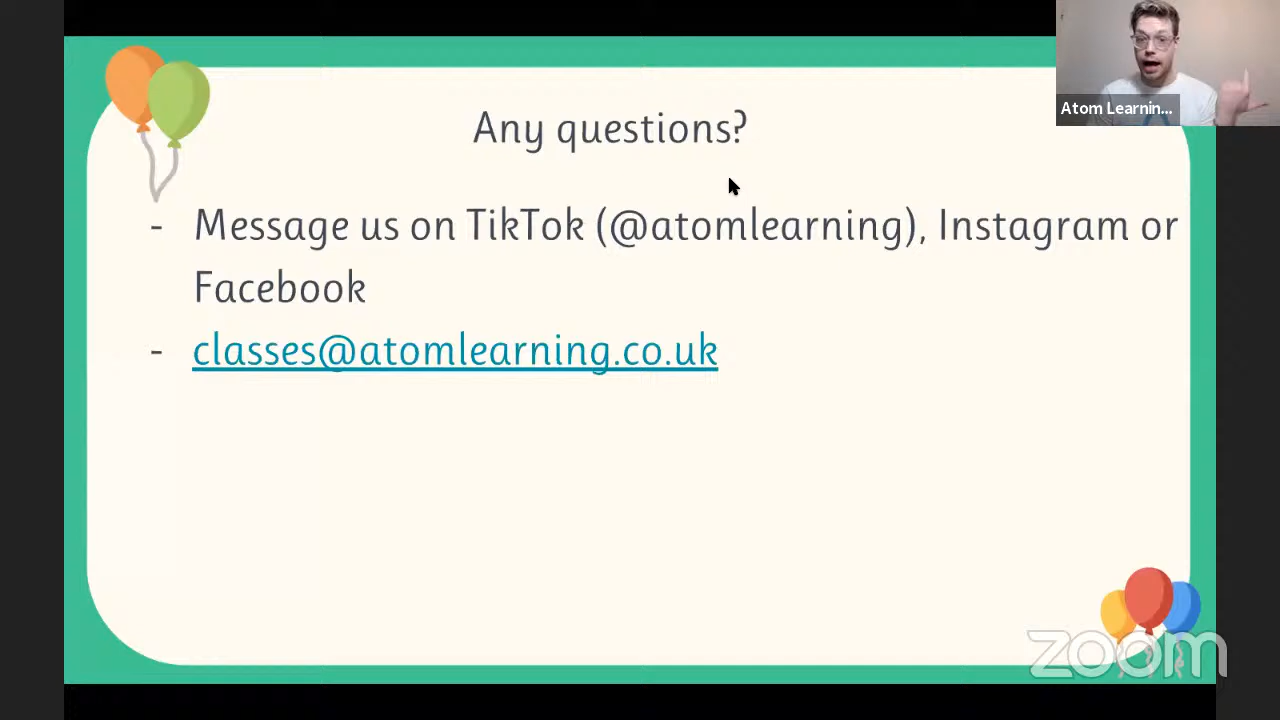 Atom Learnin...
Any questions?
- Message us on TikTok (@atomlearning), Instagram or
Facebook
- classes@atomlearning.co.uk
zoom